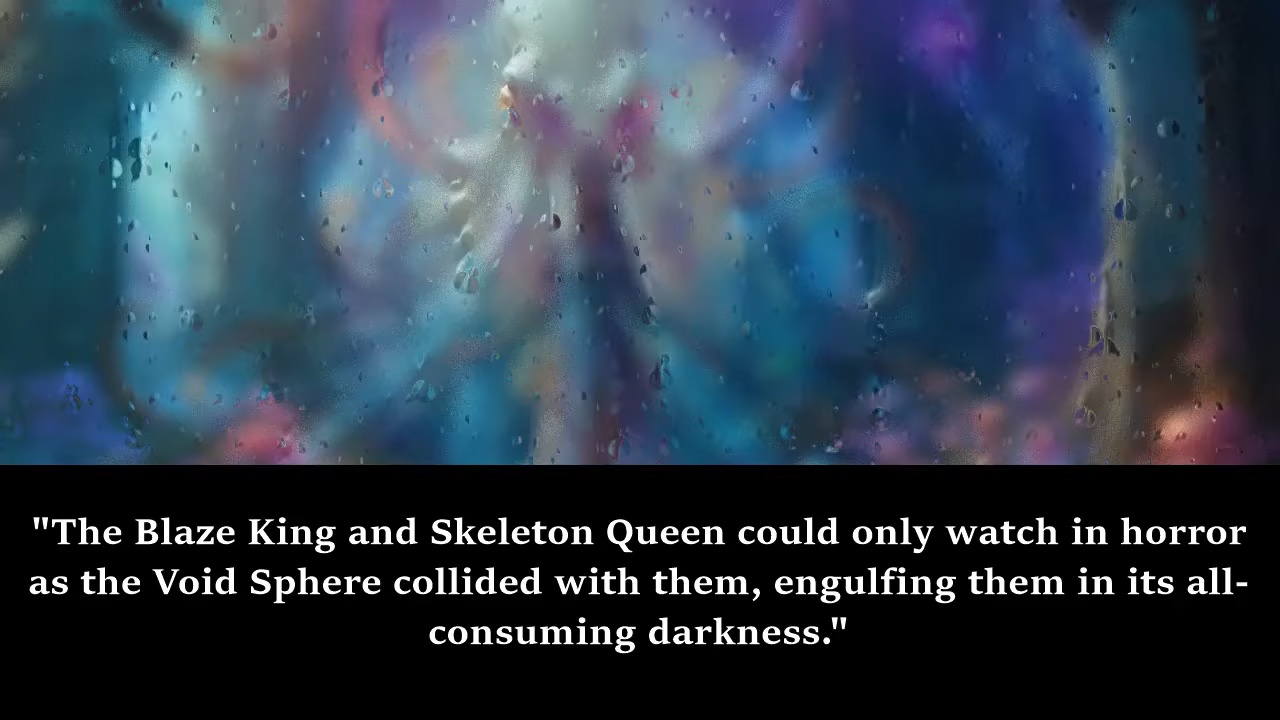 "The Blaze King and Skeleton Queen could only watch in horror
as the Void Sphere collided with them, engulfing them in its all-
consuming darkness."